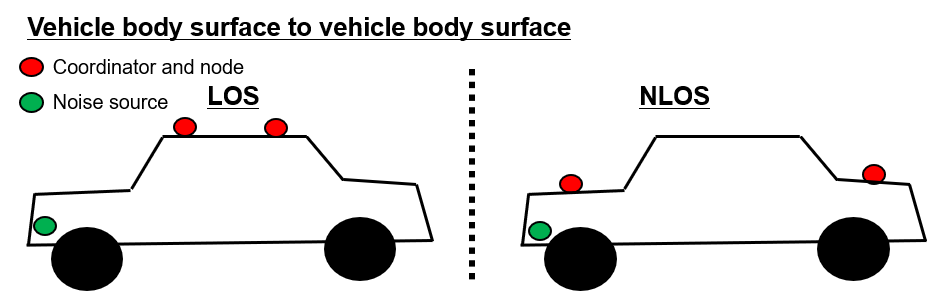 Vehicle body surface to vehicle body surface
Coordinator and node
Noise source
LOS
NLOS